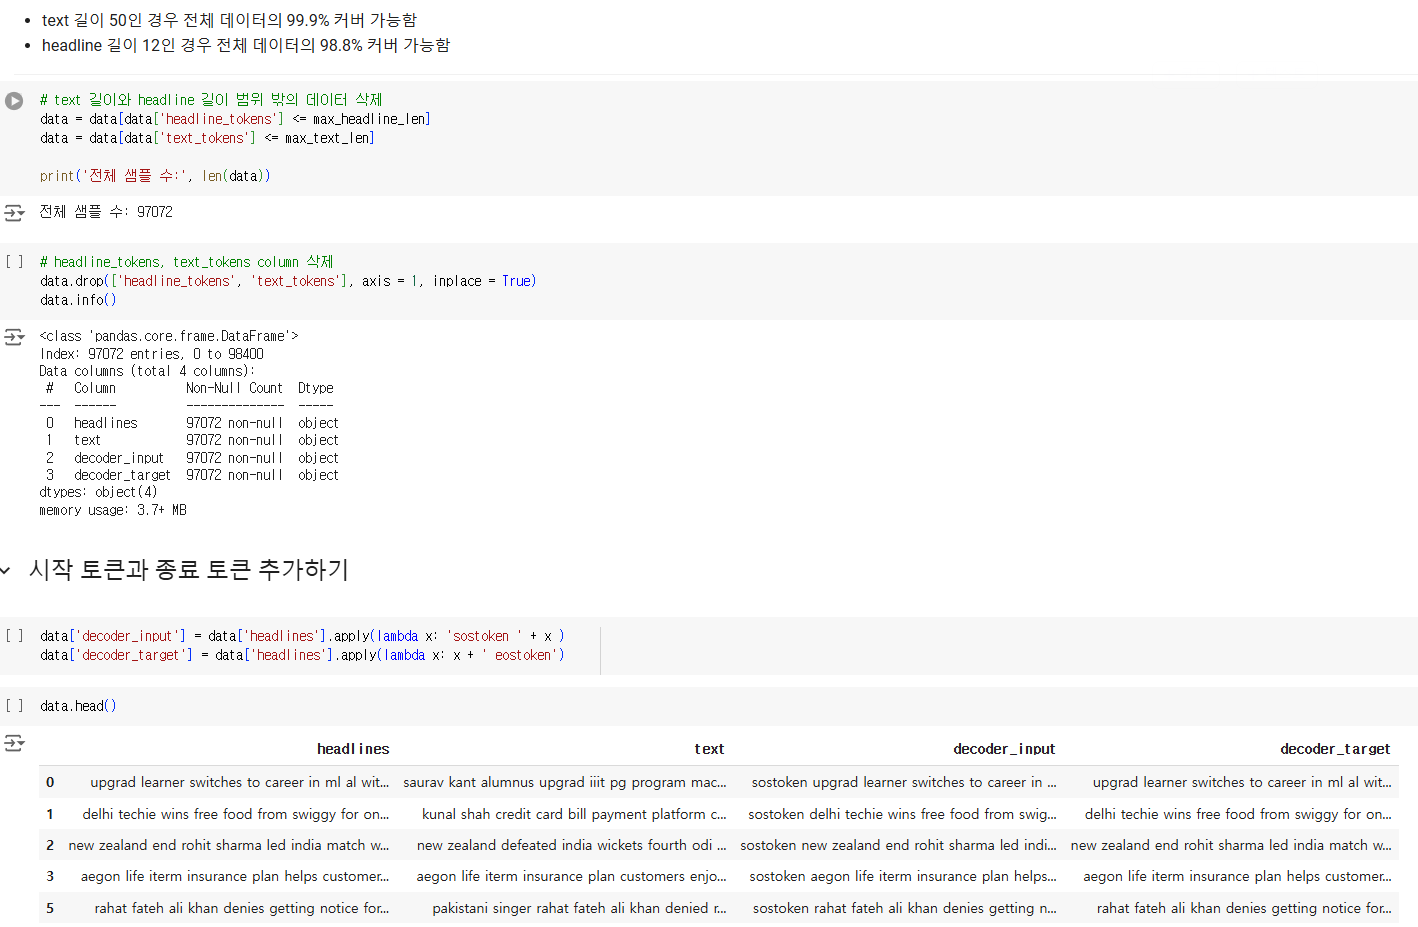 • text 길이 50인 경우 전체 데이터의 99.9% 커버 가능함
• headline 길이 12인 경우 전체 데이터의 98.8% 커버 가능함
# text 길이와 headline 길이 범위 밖의 데이터 삭제
data = data[data['headline_tokens'] <= max_headline_len]
data = data[data['text_tokens'] <= max_text_len]
print('전체 샘플 수:', len(data))
전체 샘플 수: 97072
[ ] # headline_tokens, text_tokens column 삭제
data.drop(['headline_tokens', 'text_tokens'], axis = 1, inplace = True)
data.info()
<class 'pandas.core.frame.DataFrame'>
Index: 97072 entries, 0 to 98400
Data columns (total 4 columns):
 #   Column          Non-Null Count  Dtype
---  ------          --------------  -----
 0   headlines       97072 non-null  object
 1   text            97072 non-null  object
 2   decoder_input   97072 non-null  object
 3   decoder_target  97072 non-null  object
dtypes: object(4)
memory usage: 3.7+ MB
시작 토큰과 종료 토큰 추가하기
[ ] data['decoder_input'] = data['headlines'].apply(lambda x: 'sostoken ' + x )
data['decoder_target'] = data['headlines'].apply(lambda x: x + ' eostoken')
[ ] data.head()
headlines text decoder_input decoder_target
0 upgrad learner switches to career in ml al wit... saurav kant alumnus upgrad iiit pg program mac... sostoken upgrad learner switches to career in ... upgrad learner switches to career in ml al wit...
1 delhi techie wins free food from swiggy for on... kunal shah credit card bill payment platform c... sostoken delhi techie wins free food from swig... delhi techie wins free food from swiggy for on...
2 new zealand end rohit sharma led india match w... new zealand defeated india wickets fourth odi ... sostoken new zealand end rohit sharma led indi... new zealand end rohit sharma led india match w...
3 aegon life iterm insurance plan helps customer... aegon life iterm insurance plan customers enjo... sostoken aegon life iterm insurance plan helps... aegon life iterm insurance plan helps customer...
5 rahat fateh ali khan denies getting notice for... pakistani singer rahat fateh ali khan denied r... sostoken rahat fateh ali khan denies getting n... rahat fateh ali khan denies getting notice for...